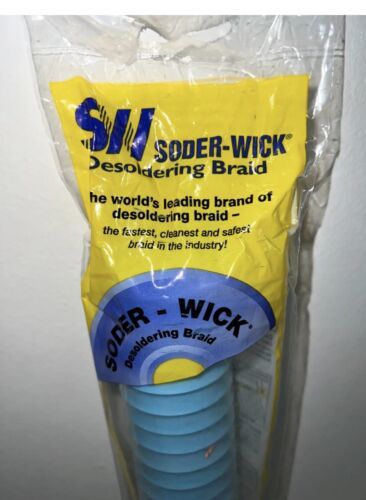 SW SODER-WICK®
Desoldering Braid
he world's leading brand of
desoldering braid –
the fastest, cleanest and safest
braid in the industry!
SODER - WICK®
Desoldering Braid